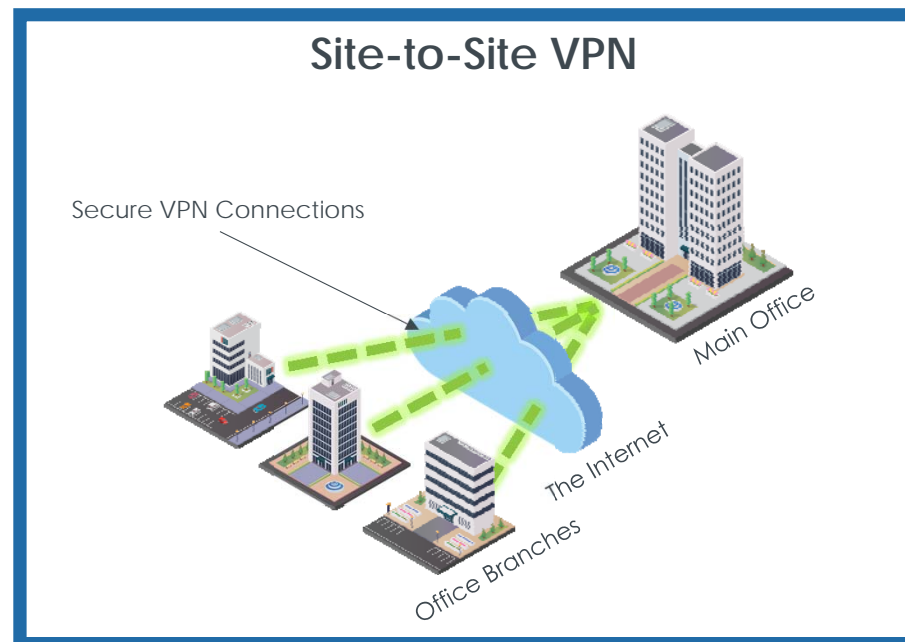 Site-to-Site VPN
Secure VPN Connections
Main Office
The Internet
Office Branches